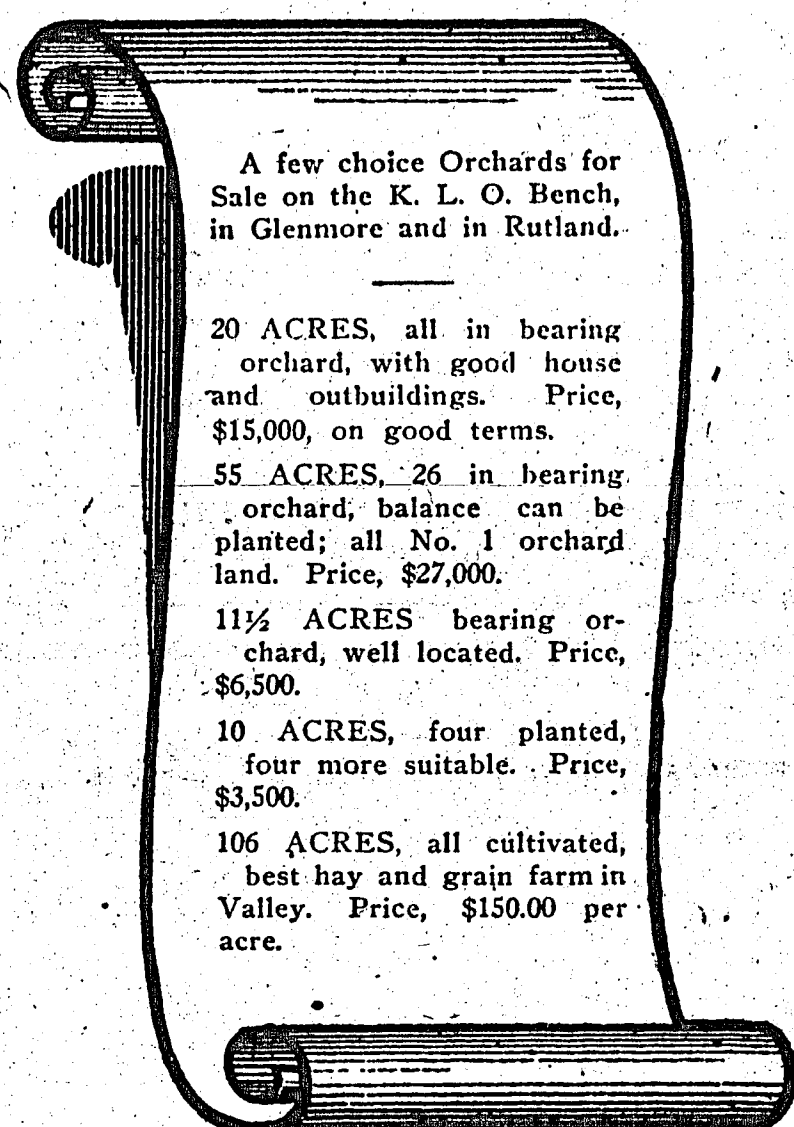 A few choice Orchards for
Sale on the K. L. O. Bench,
in Glenmore and in Rutland.
20 ACRES, all in bearing
orchard, with good house
and outbuildings. Price,
$15,000, on good terms.
55 ACRES, 26 in bearing
orchard, balance can be
planted; all No. 1 orchard
land. Price, $27,000.
11½ ACRES bearing or-
chard, well located. Price,
$6,500.
10 ACRES, four planted,
four more suitable. Price,
$3,500.
106 ACRES, all cultivated,
best hay and grain farm in
Valley. Price, $150.00 per
acre.